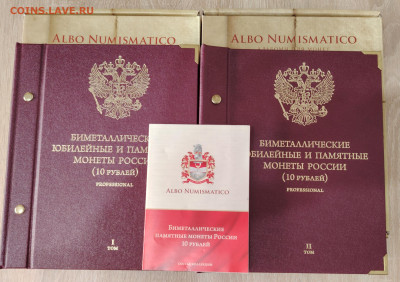 COINS.LAVE.RU
ALBO NUMISMATICO
БИМЕТАЛЛИЧЕСКИЕ
ЮБИЛЕЙНЫЕ И ПАМЯТНЫЕ
МОНЕТЫ РОССИИ
(10 РУБЛЕЙ)
PROFESSIONAL
I
ТОМ
ALBO NUMISMATICO
БИМЕТАЛЛИЧЕСКИЕ
ЮБИЛЕЙНЫЕ И ПАМЯТНЫЕ
МОНЕТЫ РОССИИ
(10 РУБЛЕЙ)
PROFESSIONAL
II
ТОМ
ALBO NUMISMATICO
БИМЕТАЛЛИЧЕСКИЕ
ПАМЯТНЫЕ МОНЕТЫ РОССИИ
10 РУБЛЕЙ